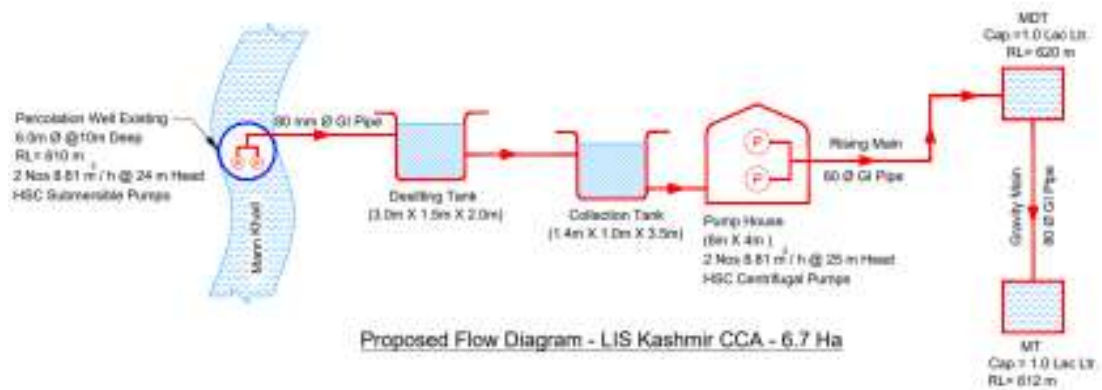 Percolation Well Existing
6.0m Ø @10m Deep
RL= 610 m
2 Nos 8.81 m³/h @ 24 m Head
HSC Submersible Pumps
Mann Khad
80 mm Ø GI Pipe
Desilting Tank
(3.0m X 1.5m X 2.0m)
Collection Tank
(1.4m X 1.0m X 3.5m)
P
P
Pump House
(6m X 4m)
2 Nos 8.81 m³/h @ 25 m Head
HSC Centrifugal Pumps
Rising Main
60 Ø GI Pipe
MDT
Cap =1.0 Lac Ltr.
RL= 620 m
Gravity Main
80 Ø GI Pipe
MT
Cap = 1.0 Lac Ltr.
RL= 612 m
Proposed Flow Diagram - LIS Kashmir CCA - 6.7 Ha